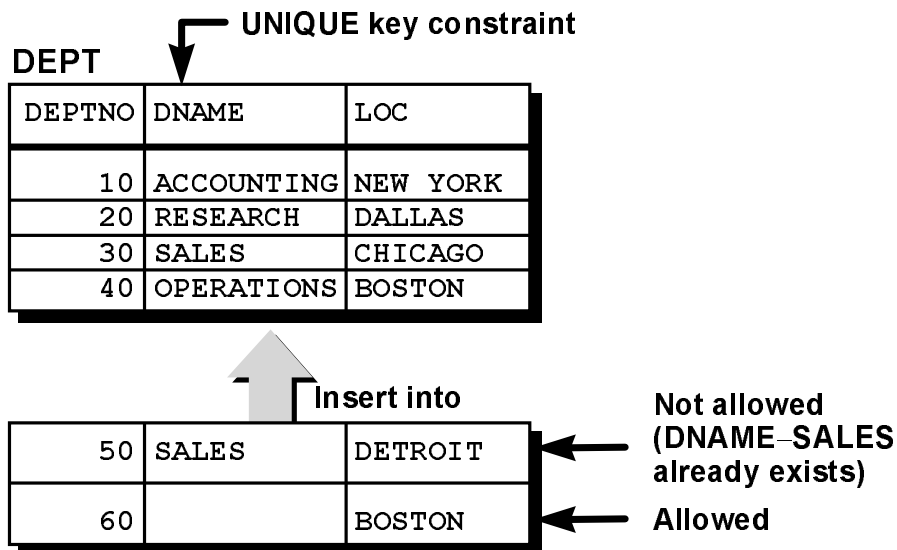 UNIQUE key constraint
DEPT
DEPTNO DNAME LOC
10 ACCOUNTING NEW YORK
20 RESEARCH DALLAS
30 SALES CHICAGO
40 OPERATIONS BOSTON
Insert into
50 SALES DETROIT
Not allowed
(DNAME–SALES
already exists)
60 BOSTON
Allowed